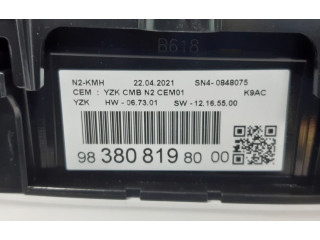 B618
N2-KMH 22.04.2021 SN4- 0848075
CEM : YZK CMB N2 CEM01 K9AC
YZK HW - 06.73.01 SW - 12.16.55.00
98 380 819 80 00